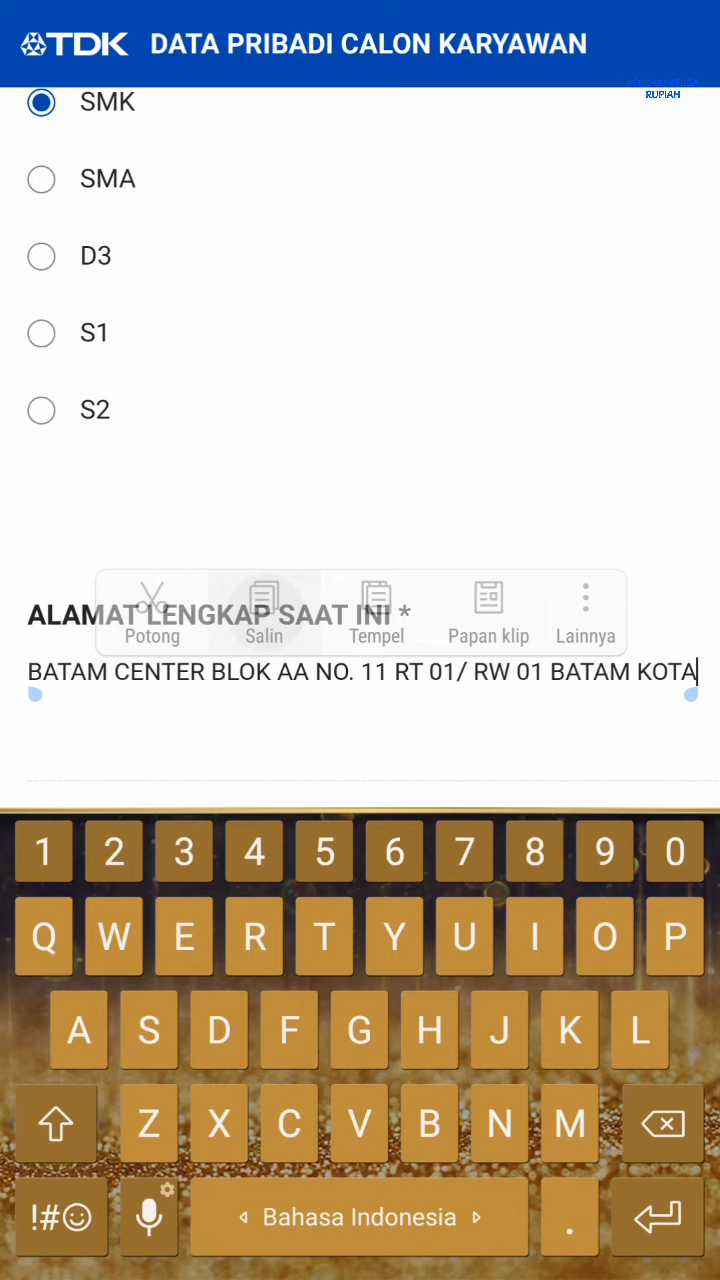 TDK DATA PRIBADI CALON KARYAWAN
RUPIAH
SMK
SMA
D3
S1
S2
ALAMAT LENGKAP SAAT INI *
Potong Salin Tempel Papan klip Lainnya
BATAM CENTER BLOK AA NO. 11 RT 01/ RW 01 BATAM KOTA
1 2 3 4 5 6 7 8 9 0
Q W E R T Y U I O P
A S D F G H J K L
Z X C V B N M
!#☺ Bahasa Indonesia .